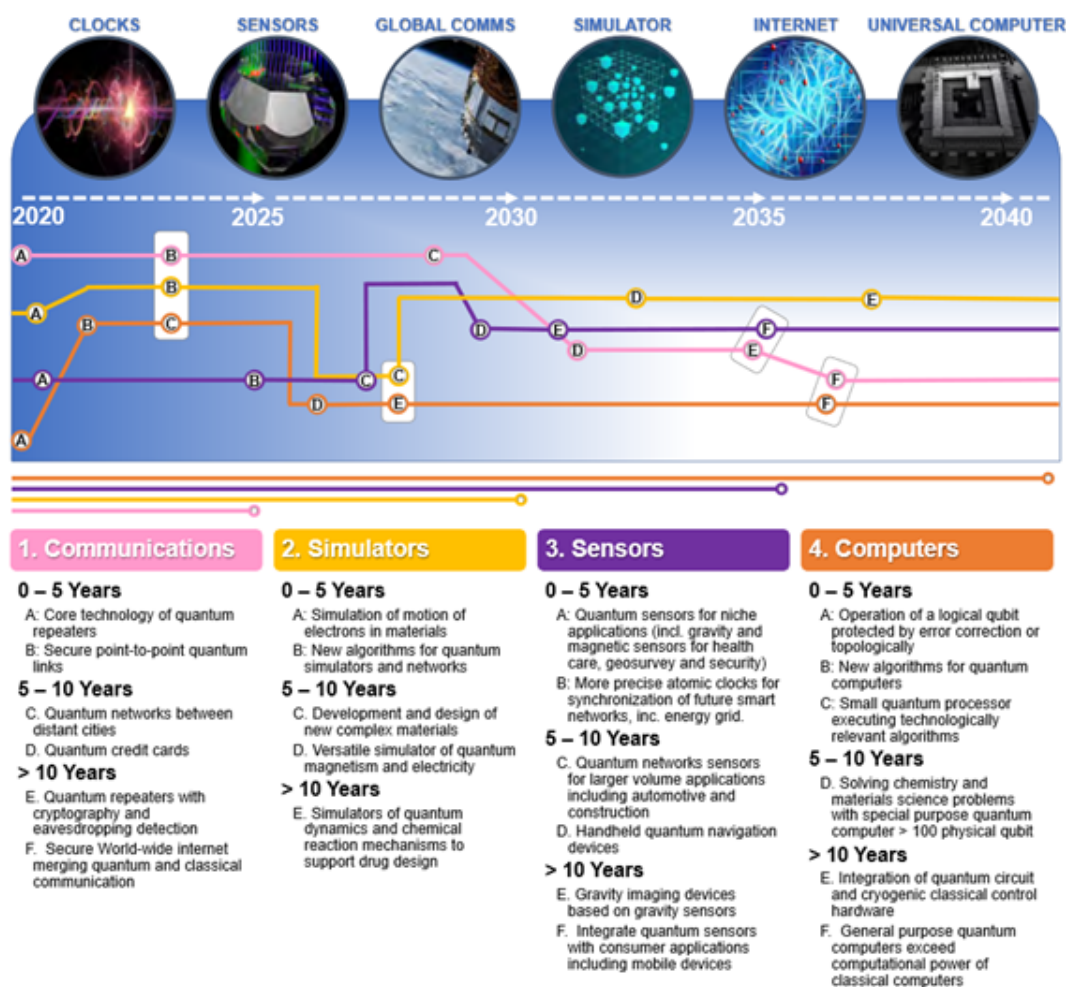 CLOCKS
SENSORS
GLOBAL COMMS
SIMULATOR
INTERNET
UNIVERSAL COMPUTER
2020
2025
2030
2035
2040
A
B
C
B
D
E
A
B
C
D
E
F
B
C
D
E
F
A
B
C
C
D
E
F
A
1. Communications
0 – 5 Years
A: Core technology of quantum
repeaters
B: Secure point-to-point quantum
links
5 – 10 Years
C. Quantum networks between
distant cities
D. Quantum credit cards
> 10 Years
E. Quantum repeaters with
cryptography and
eavesdropping detection
F. Secure World-wide internet
merging quantum and classical
communication
2. Simulators
0 – 5 Years
A: Simulation of motion of
electrons in materials
B: New algorithms for quantum
simulators and networks
5 – 10 Years
C. Development and design of
new complex materials
D. Versatile simulator of quantum
magnetism and electricity
> 10 Years
E. Simulators of quantum
dynamics and chemical
reaction mechanisms to
support drug design
3. Sensors
0 – 5 Years
A: Quantum sensors for niche
applications (incl. gravity and
magnetic sensors for health
care, geosurvey and security)
B: More precise atomic clocks for
synchronization of future smart
networks, inc. energy grid.
5 – 10 Years
C. Quantum networks sensors
for larger volume applications
including automotive and
construction
D. Handheld quantum navigation
devices
> 10 Years
E. Gravity imaging devices
based on gravity sensors
F. Integrate quantum sensors
with consumer applications
including mobile devices
4. Computers
0 – 5 Years
A: Operation of a logical qubit
protected by error correction or
topologically
B: New algorithms for quantum
computers
C: Small quantum processor
executing technologically
relevant algorithms
5 – 10 Years
D. Solving chemistry and
materials science problems
with special purpose quantum
computer > 100 physical qubit
> 10 Years
E. Integration of quantum circuit
and cryogenic classical control
hardware
F. General purpose quantum
computers exceed
computational power of
classical computers